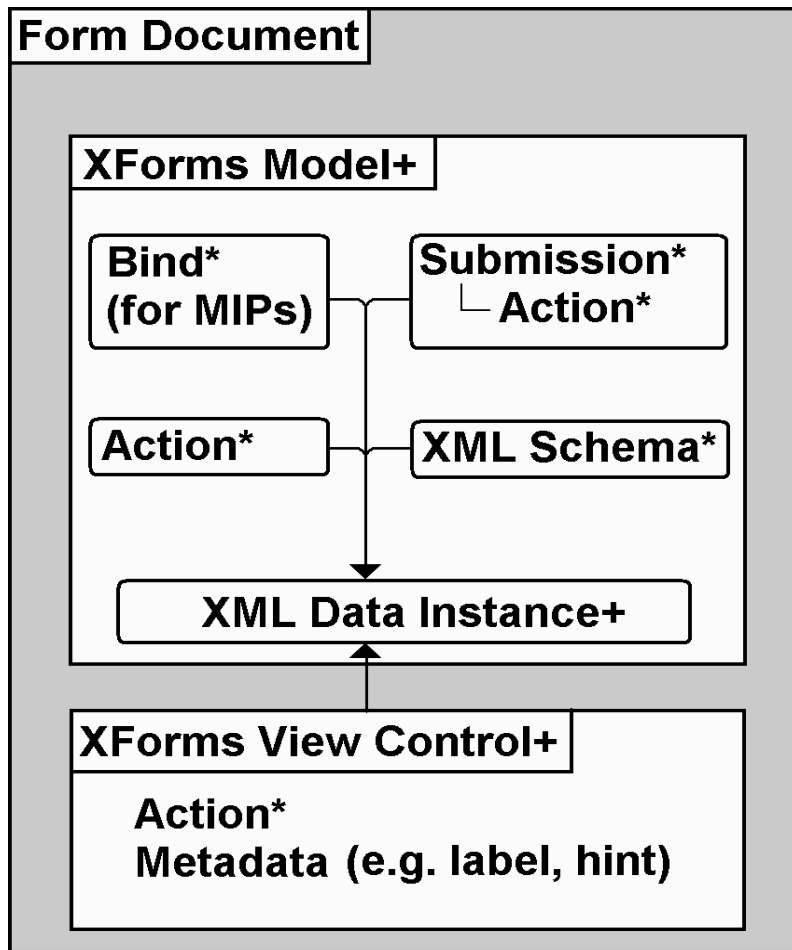 Form Document
XForms Model+
Bind*
(for MIPs)
Submission*
Action*
Action*
XML Schema*
XML Data Instance+
XForms View Control+
Action*
Metadata (e.g. label, hint)